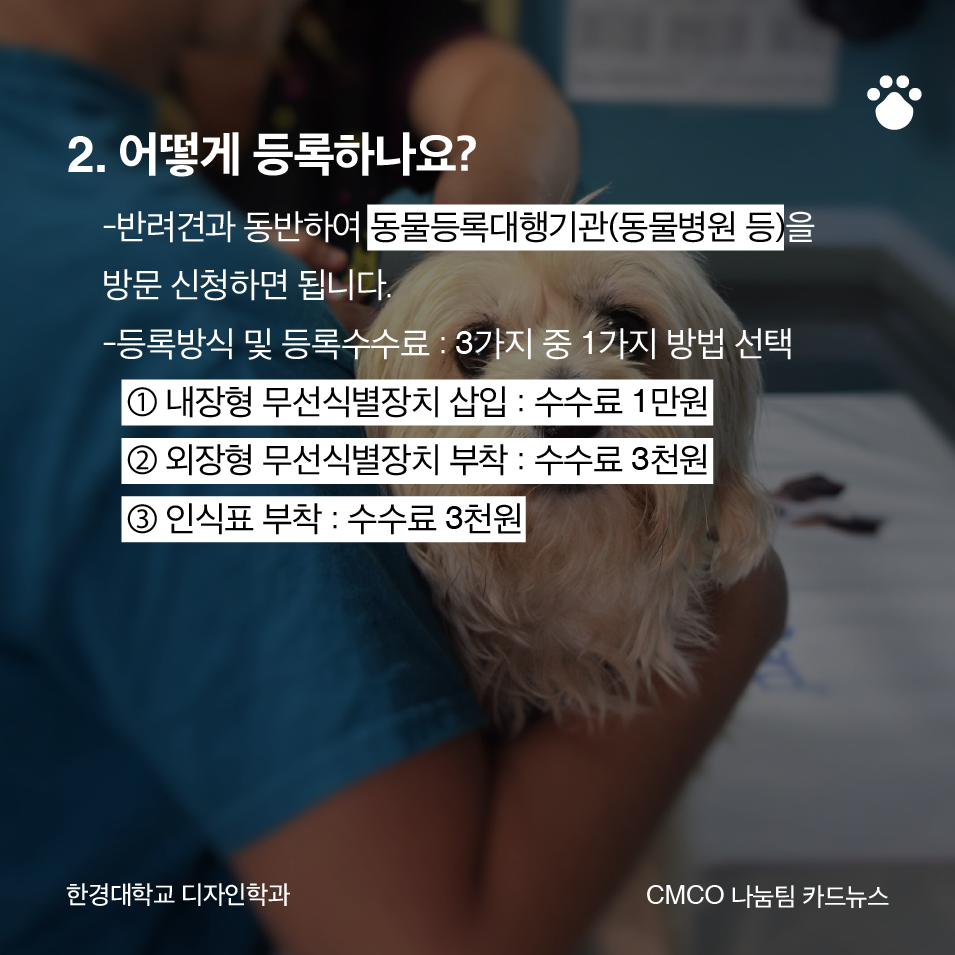 2. 어떻게 등록하나요?
-반려견과 동반하여 동물등록대행기관(동물병원 등)을
방문 신청하면 됩니다.
-등록방식 및 등록수수료 : 3가지 중 1가지 방법 선택
① 내장형 무선식별장치 삽입 : 수수료 1만원
② 외장형 무선식별장치 부착 : 수수료 3천원
③ 인식표 부착 : 수수료 3천원
한경대학교 디자인학과
CMCO 나눔팀 카드뉴스